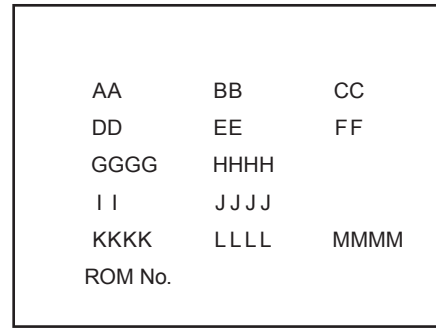 AA BB CC
DD EE FF
GGGG HHHH
II JJJJ
KKKK LLLL MMMM
ROM No.